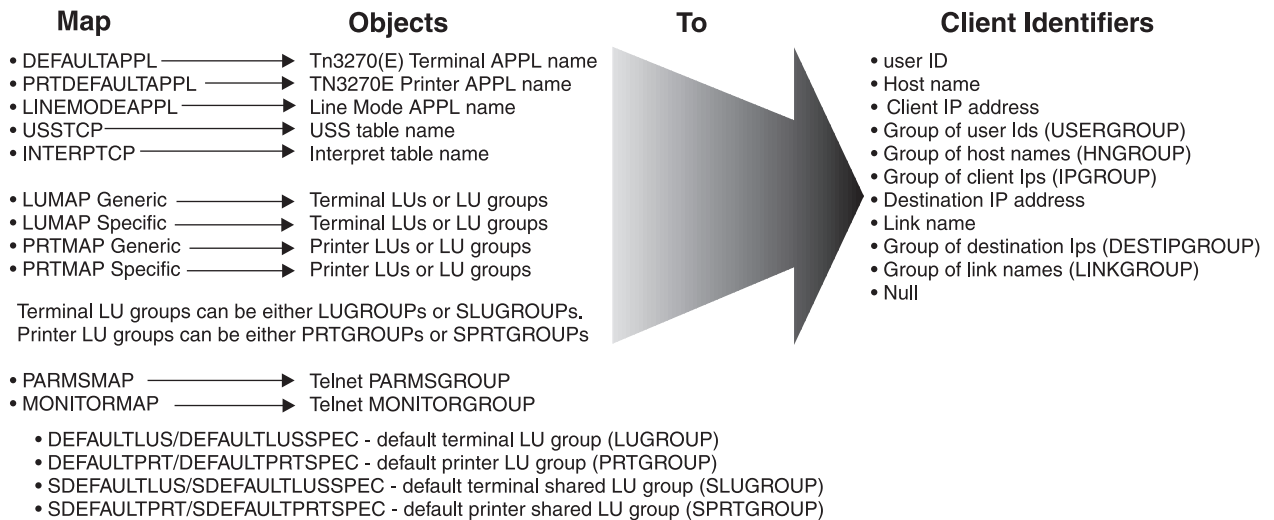 Map Objects To Client Identifiers
• DEFAULTAPPL Tn3270(E) Terminal APPL name
• PRTDEFAULTAPPL TN3270E Printer APPL name
• LINEMODEAPPL Line Mode APPL name
• USSTCP USS table name
• INTERPTCP Interpret table name
• LUMAP Generic Terminal LUs or LU groups
• LUMAP Specific Terminal LUs or LU groups
• PRTMAP Generic Printer LUs or LU groups
• PRTMAP Specific Printer LUs or LU groups
Terminal LU groups can be either LUGROUPs or SLUGROUPs.
Printer LU groups can be either PRTGROUPs or SPRTGROUPs
• PARMSMAP Telnet PARMSGROUP
• MONITORMAP Telnet MONITORGROUP
• DEFAULTLUS/DEFAULTLUSSPEC - default terminal LU group (LUGROUP)
• DEFAULTPRT/DEFAULTPRTSPEC - default printer LU group (PRTGROUP)
• SDEFAULTLUS/SDEFAULTLUSSPEC - default terminal shared LU group (SLUGROUP)
• SDEFAULTPRT/SDEFAULTPRTSPEC - default printer shared LU group (SPRTGROUP)
• user ID
• Host name
• Client IP address
• Group of user Ids (USERGROUP)
• Group of host names (HNGROUP)
• Group of client Ips (IPGROUP)
• Destination IP address
• Link name
• Group of destination Ips (DESTIPGROUP)
• Group of link names (LINKGROUP)
• Null